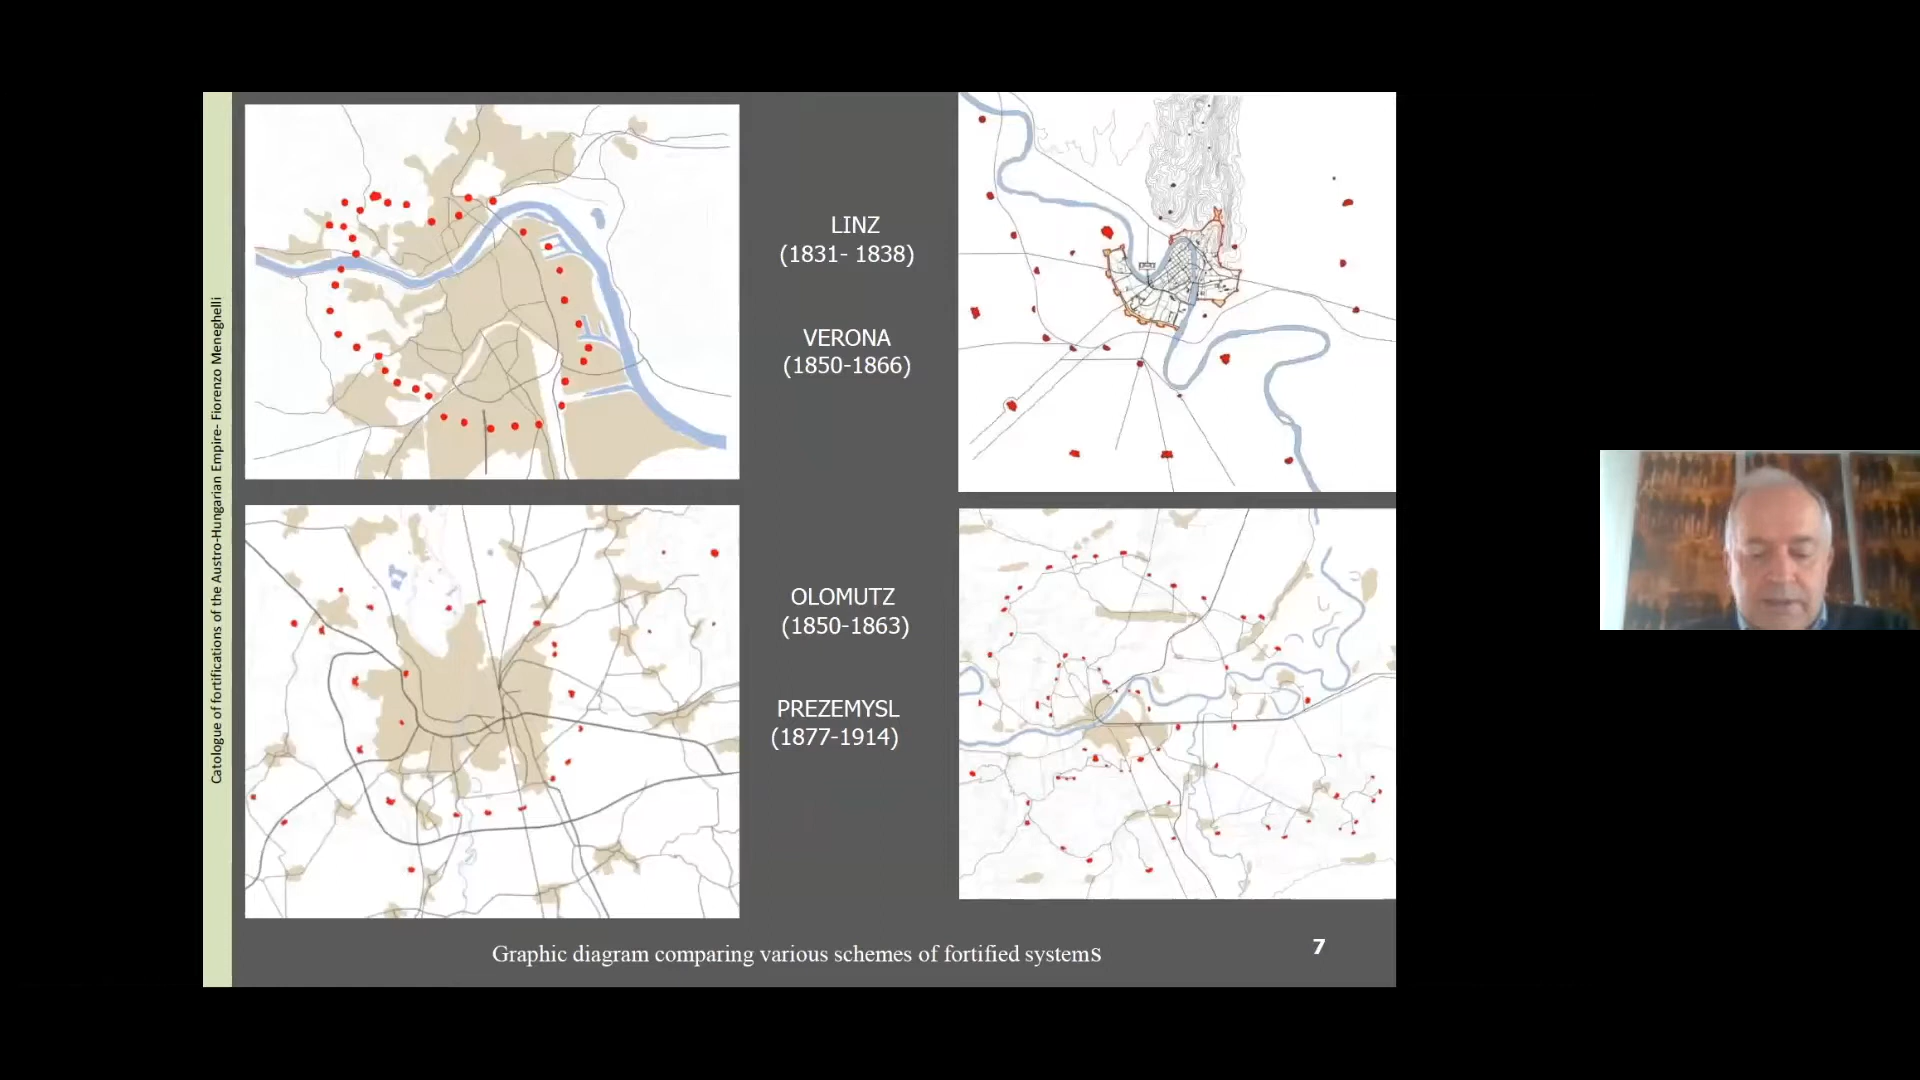 Catologue of fortifications of the Austro-Hungarian Empire- Fiorenzo Meneghelli
LINZ
(1831- 1838)
VERONA
(1850-1866)
OLOMUTZ
(1850-1863)
PREZEMYSL
(1877-1914)
Graphic diagram comparing various schemes of fortified systems
7